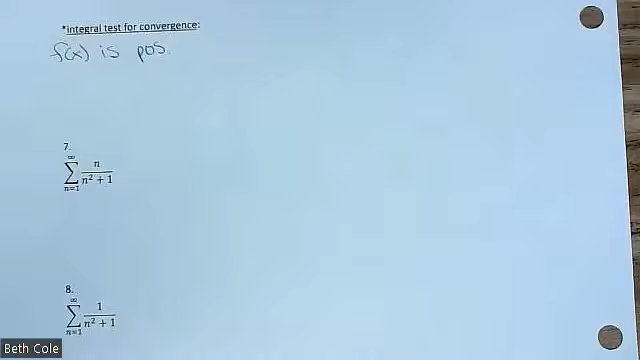 *integral test for convergence:
f(x) is pos.
7.
∞
∑ n/(n² + 1)
n=1
8.
∞
∑ 1/(n² + 1)
n=1
Beth Cole